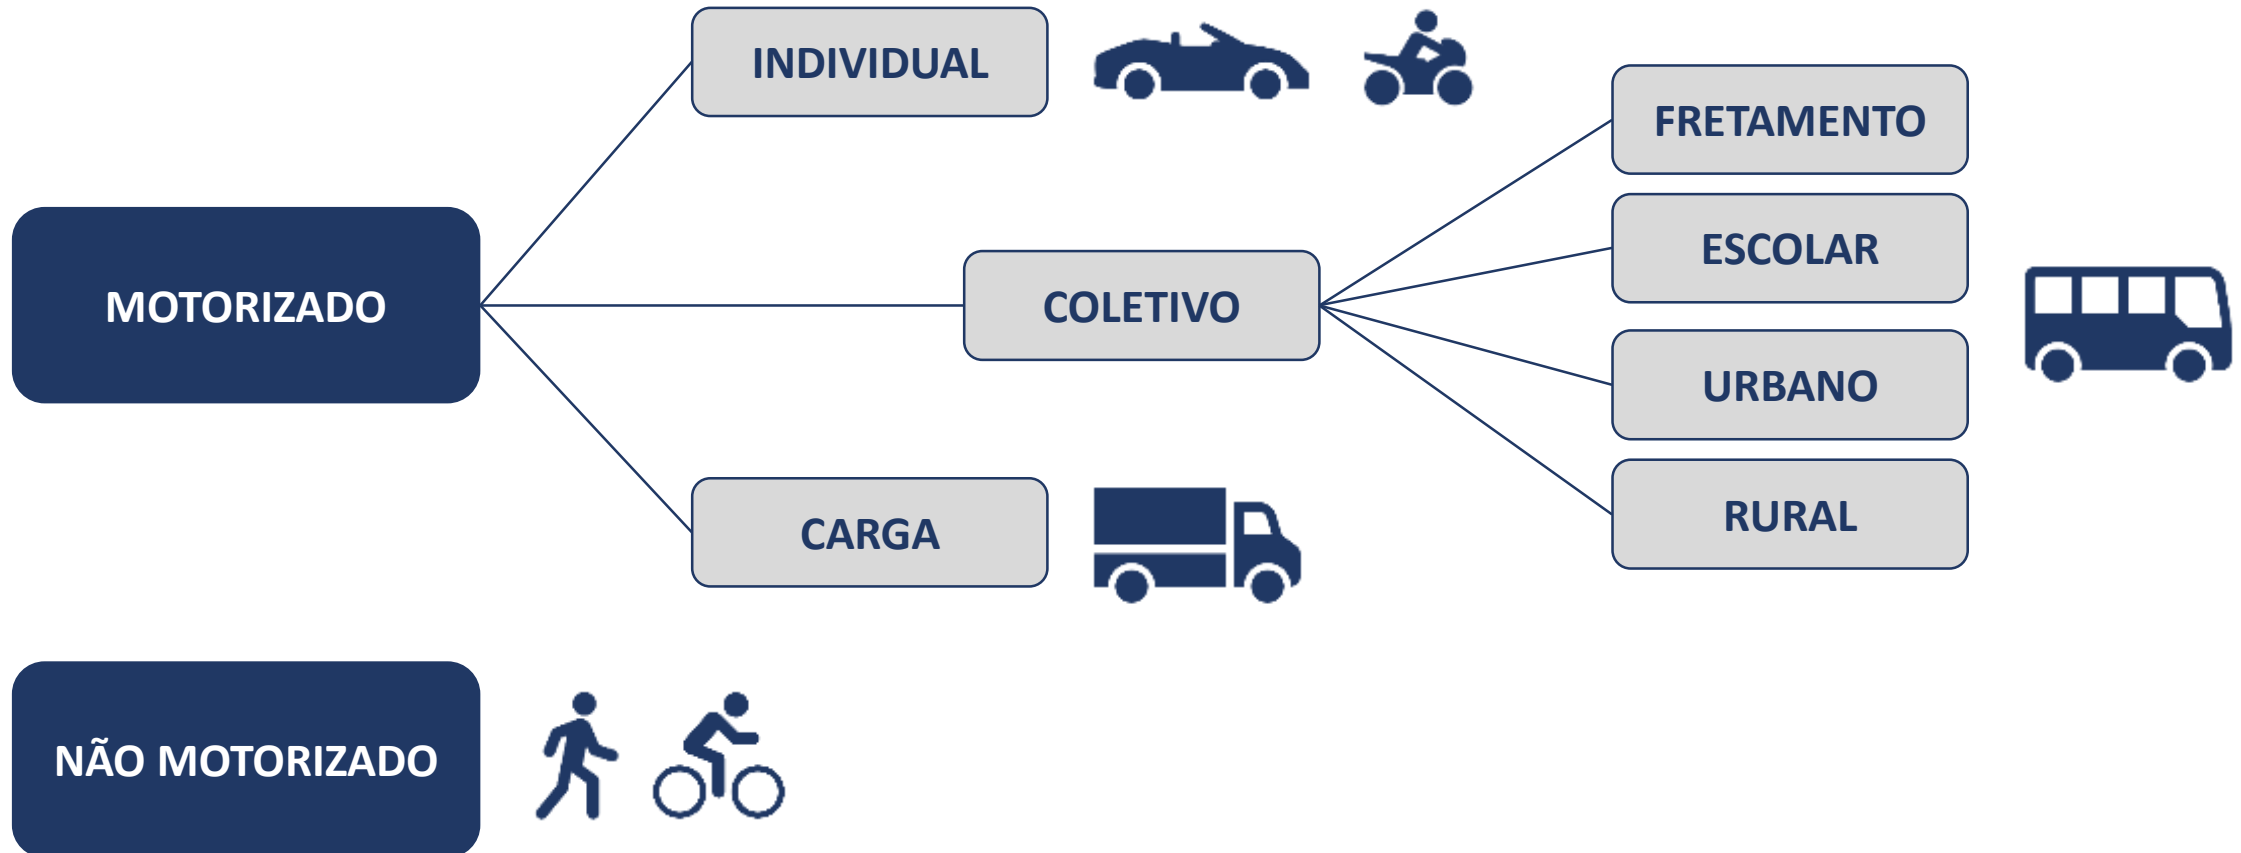 INDIVIDUAL
FRETAMENTO
ESCOLAR
MOTORIZADO
COLETIVO
URBANO
RURAL
CARGA
NÃO MOTORIZADO